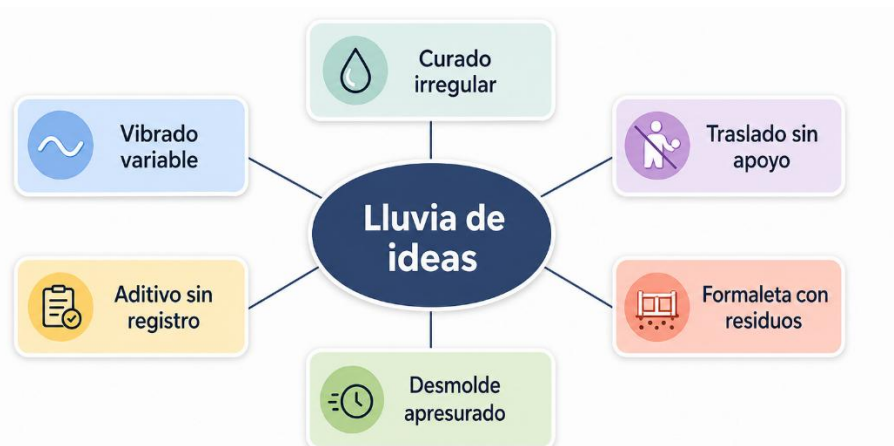 Curado
irregular
Vibrado
variable
Traslado sin
apoyo
Lluvia de
ideas
Aditivo sin
registro
Formaleta con
residuos
Desmolde
apresurado